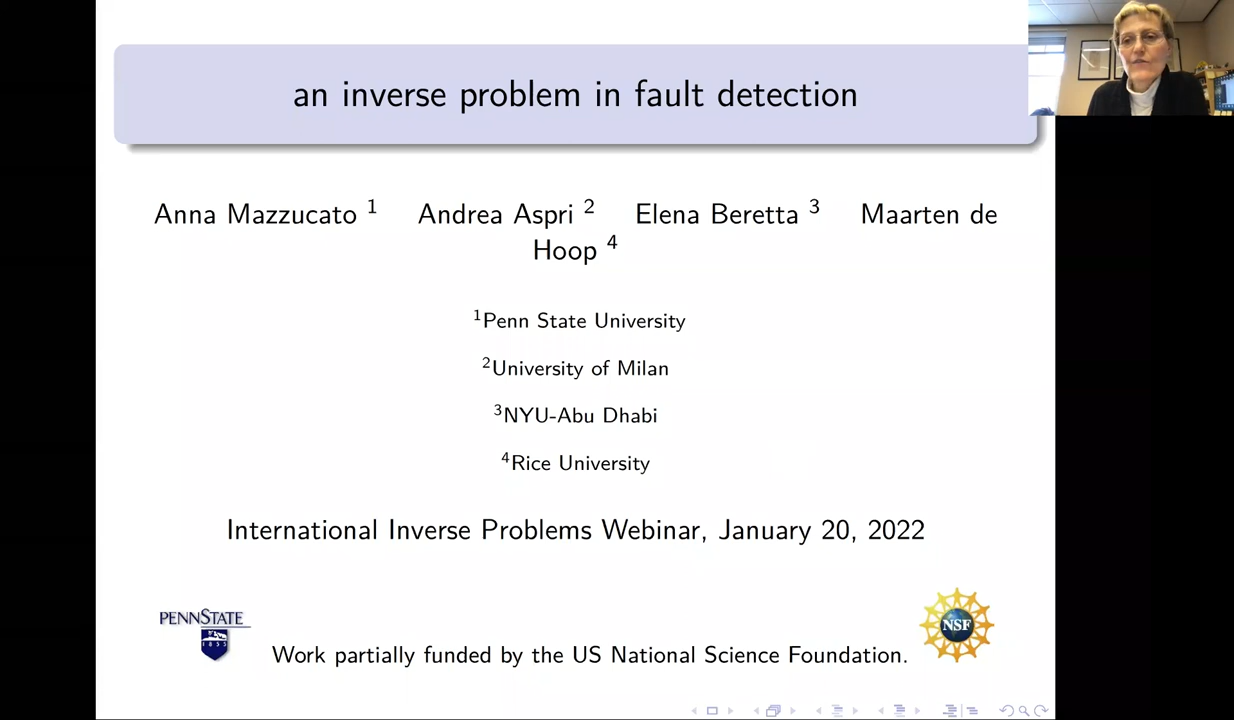 an inverse problem in fault detection
Anna Mazzucato 1 Andrea Aspri 2 Elena Beretta 3 Maarten de
Hoop 4
1Penn State University
2University of Milan
3NYU-Abu Dhabi
4Rice University
International Inverse Problems Webinar, January 20, 2022
PENNSTATE
1855
NSF
Work partially funded by the US National Science Foundation.